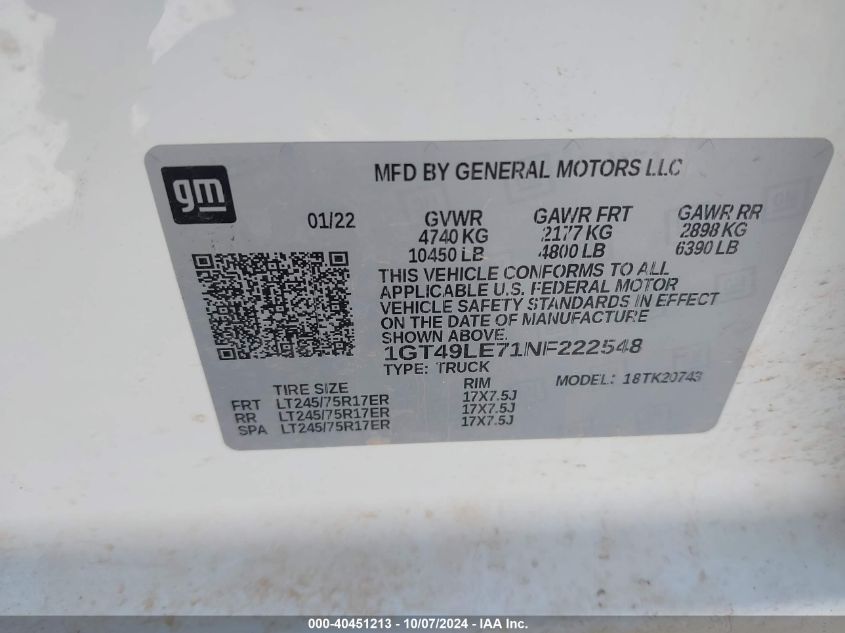 MFD BY GENERAL MOTORS LLC
gm
01/22 GVWR GAWR FRT GAWR RR
4740 KG 2177 KG 2898 KG
10450 LB 4800 LB 6390 LB
THIS VEHICLE CONFORMS TO ALL
APPLICABLE U.S. FEDERAL MOTOR
VEHICLE SAFETY STANDARDS IN EFFECT
ON THE DATE OF MANUFACTURE
SHOWN ABOVE.
1GT49LE71NF222548
TYPE: TRUCK MODEL: 18TK20743
TIRE SIZE RIM
FRT LT245/75R17ER 17X7.5J
RR LT245/75R17ER 17X7.5J
SPA LT245/75R17ER 17X7.5J
000-40451213 - 10/07/2024 - IAA Inc.